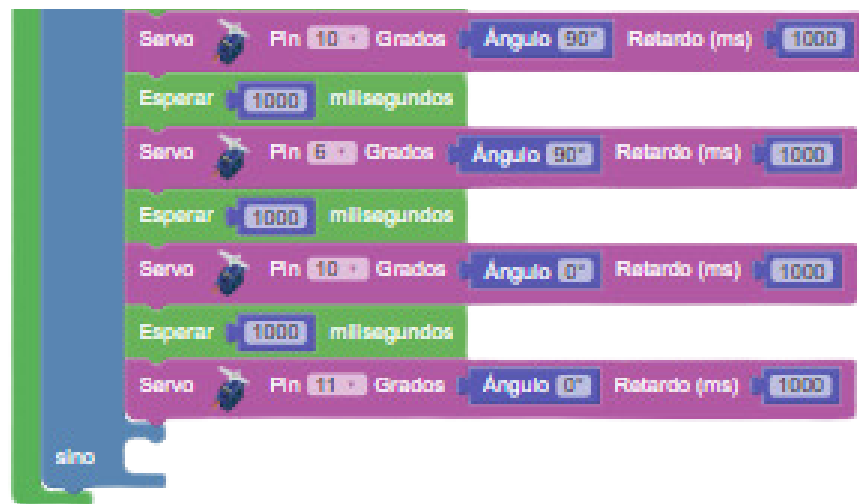 Servo Pin 10 Grados Ángulo 90° Retardo (ms) 1000
Esperar 1000 milisegundos
Servo Pin 6 Grados Ángulo 90° Retardo (ms) 1000
Esperar 1000 milisegundos
Servo Pin 10 Grados Ángulo 0° Retardo (ms) 1000
Esperar 1000 milisegundos
Servo Pin 11 Grados Ángulo 0° Retardo (ms) 1000
sino